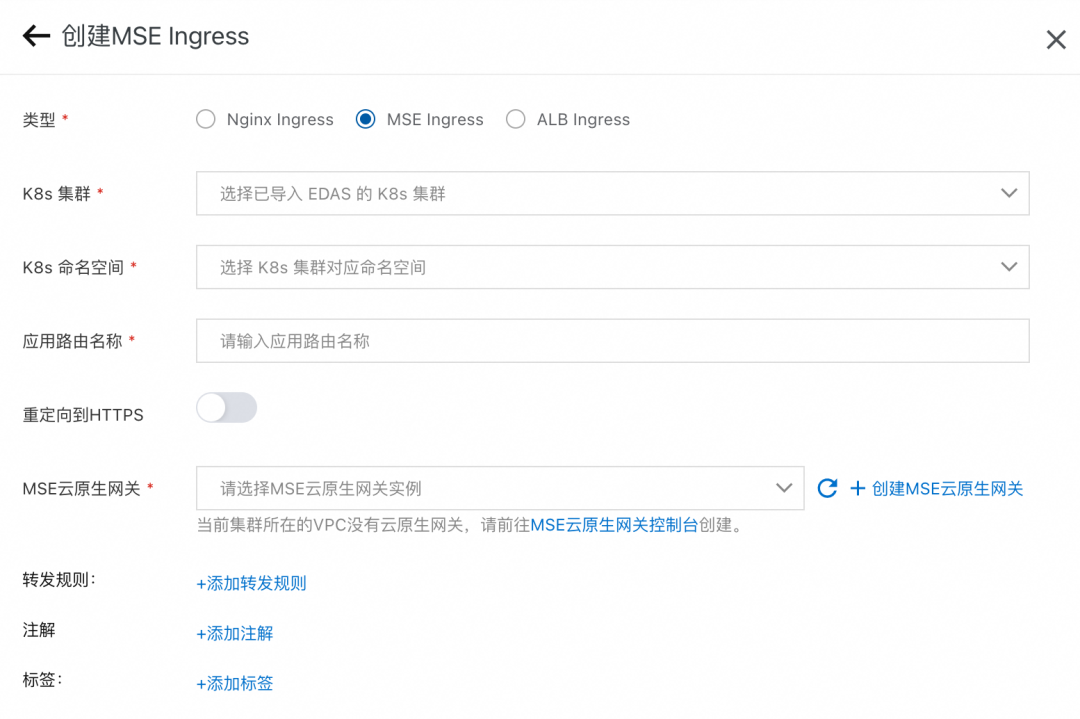 创建MSE Ingress
类型 * Nginx Ingress MSE Ingress ALB Ingress
K8s 集群 * 选择已导入 EDAS 的 K8s 集群
K8s 命名空间 * 选择 K8s 集群对应命名空间
应用路由名称 * 请输入应用路由名称
重定向到HTTPS
MSE云原生网关 * 请选择MSE云原生网关实例 + 创建MSE云原生网关
当前集群所在的VPC没有云原生网关，请前往MSE云原生网关控制台创建。
转发规则: +添加转发规则
注解 +添加注解
标签: +添加标签